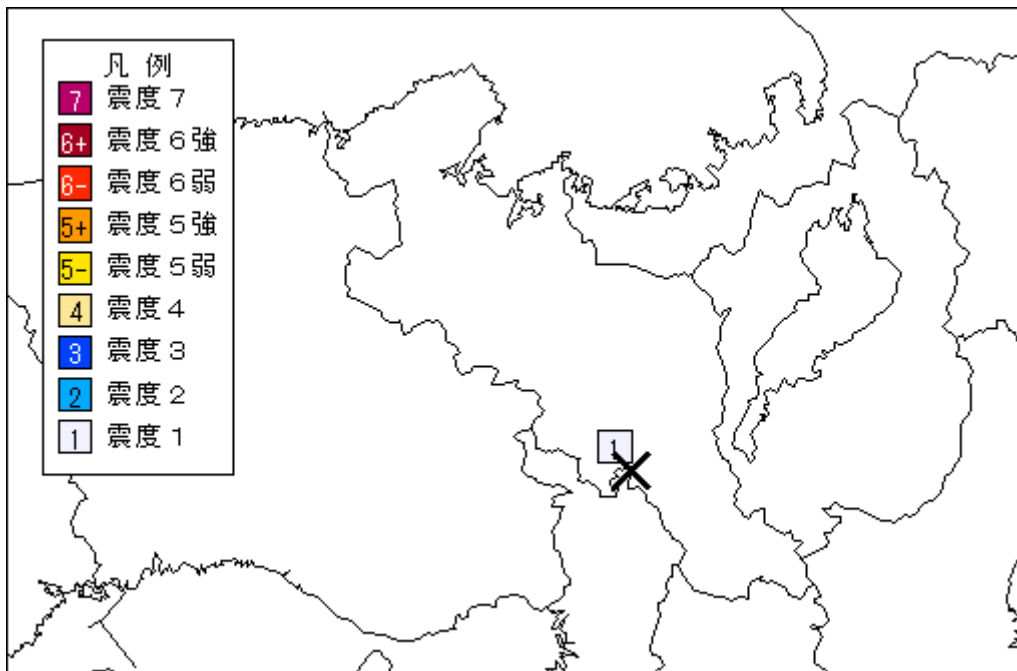 凡 例
7 震度７
6+ 震度６強
6- 震度６弱
5+ 震度５強
5- 震度５弱
4 震度４
3 震度３
2 震度２
1 震度１
1